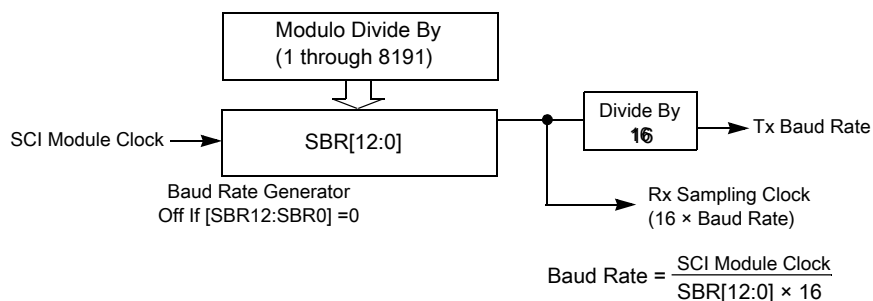 Modulo Divide By
(1 through 8191)
SCI Module Clock
SBR[12:0]
Divide By
16
Tx Baud Rate
Baud Rate Generator
Off If [SBR12:SBR0] =0
Rx Sampling Clock
(16 × Baud Rate)
Baud Rate = SCI Module Clock
SBR[12:0] × 16